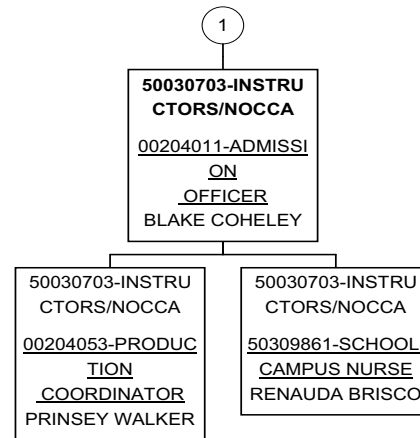 1
50030703-INSTRU
CTORS/NOCCA
00204011-ADMISSI
ON
OFFICER
BLAKE COHELEY
50030703-INSTRU
CTORS/NOCCA
00204053-PRODUC
TION
COORDINATOR
PRINSEY WALKER
50030703-INSTRU
CTORS/NOCCA
50309861-SCHOOL
CAMPUS NURSE
RENAUDA BRISCO